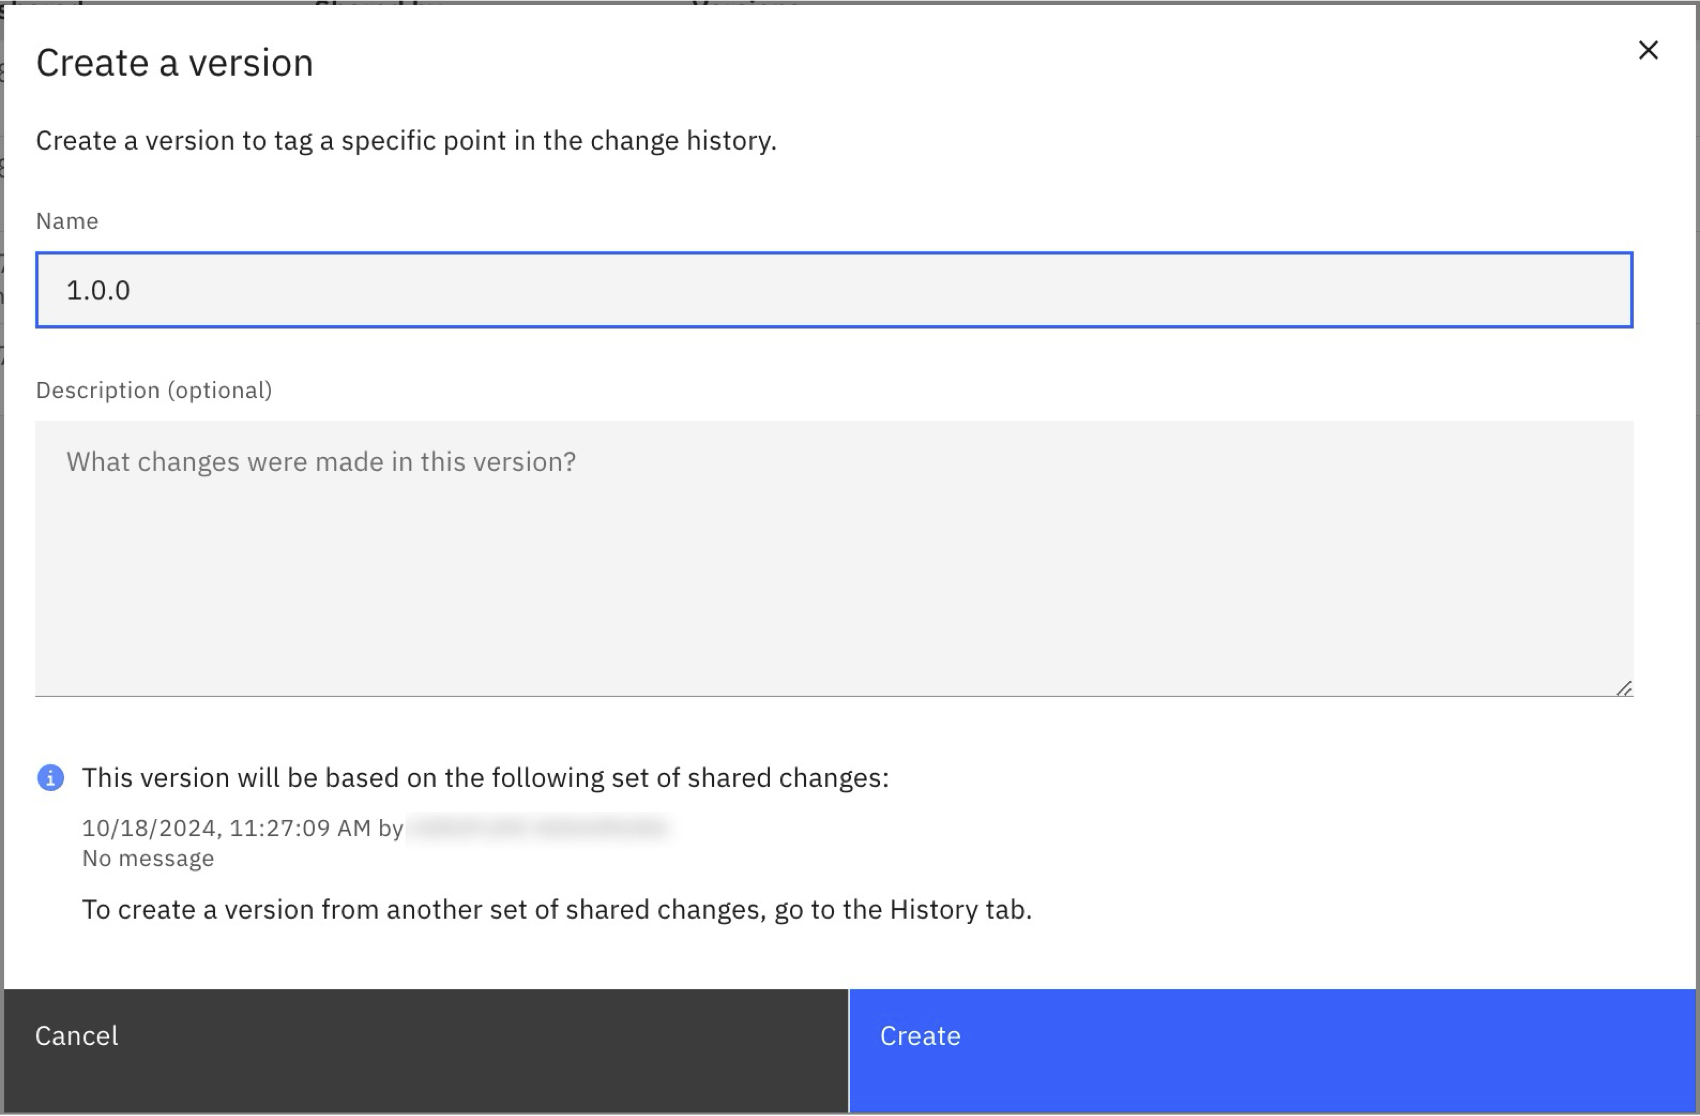 Create a version
Create a version to tag a specific point in the change history.
Name
1.0.0
Description (optional)
What changes were made in this version?
This version will be based on the following set of shared changes:
10/18/2024, 11:27:09 AM by
No message
To create a version from another set of shared changes, go to the History tab.
Cancel
Create